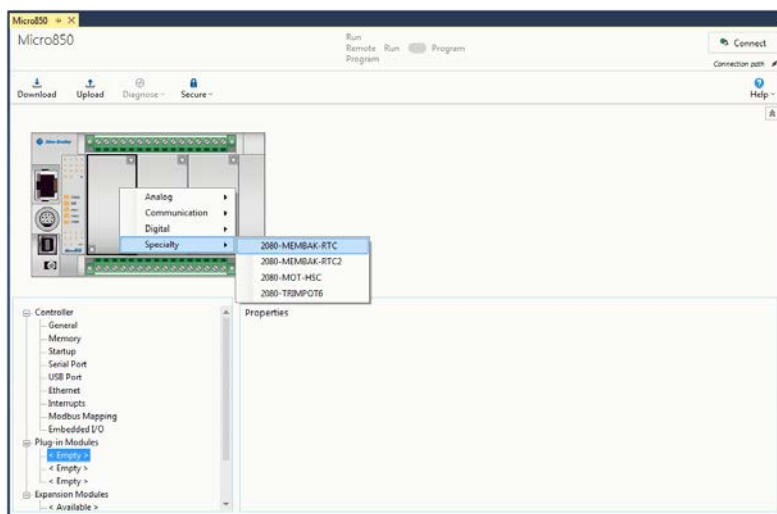 Micro850
Micro850
Run
Remote Run Program
Program
Connect
Connection path
Download Upload Diagnose Secure
Help
Allen-Bradley
Analog
Communication
Digital
Specialty
2080-MEMBAK-RTC
2080-MEMBAK-RTC2
2080-MOT-HSC
2080-TRIMPOT6
Controller
General
Memory
Startup
Serial Port
USB Port
Ethernet
Interrupts
Modbus Mapping
Embedded I/O
Plug-in Modules
< Empty >
< Empty >
< Empty >
Expansion Modules
< Available >
Properties